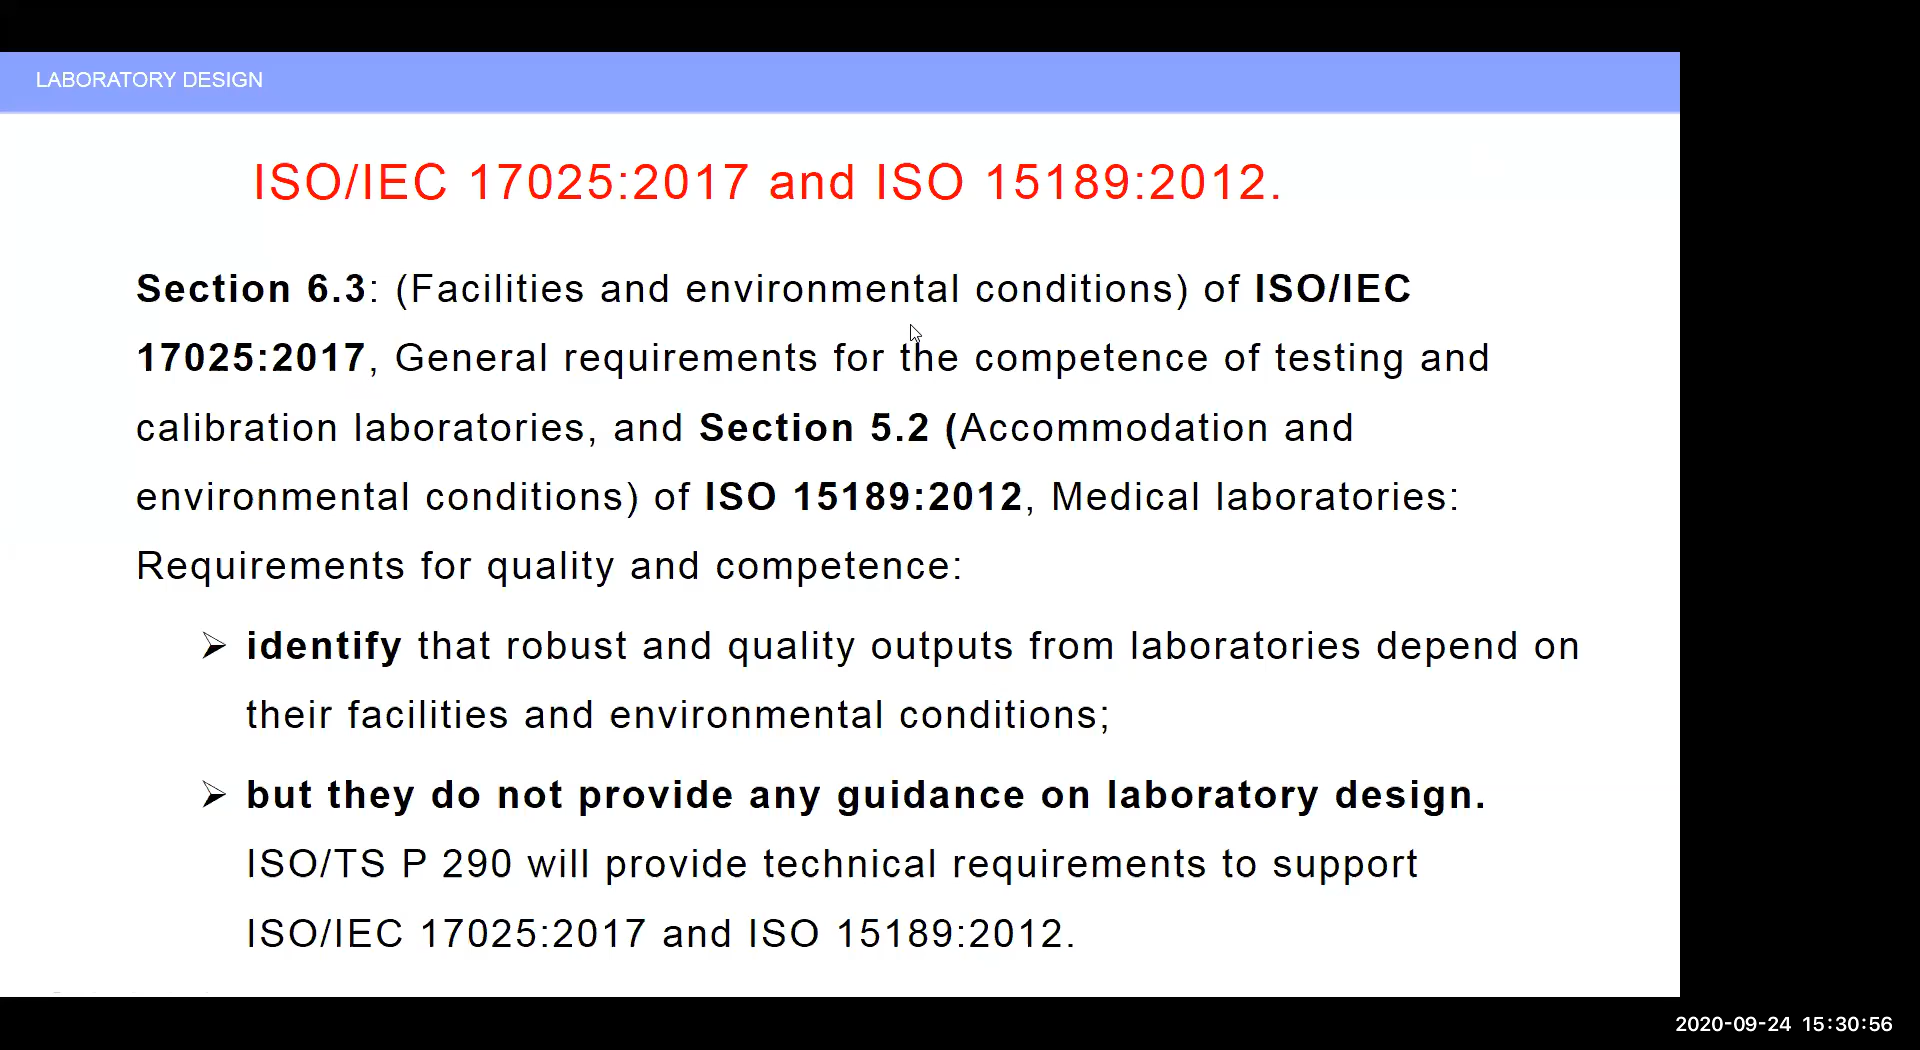 LABORATORY DESIGN
ISO/IEC 17025:2017 and ISO 15189:2012.
Section 6.3: (Facilities and environmental conditions) of ISO/IEC
17025:2017, General requirements for the competence of testing and
calibration laboratories, and Section 5.2 (Accommodation and
environmental conditions) of ISO 15189:2012, Medical laboratories:
Requirements for quality and competence:
➢ identify that robust and quality outputs from laboratories depend on
their facilities and environmental conditions;
➢ but they do not provide any guidance on laboratory design.
ISO/TS P 290 will provide technical requirements to support
ISO/IEC 17025:2017 and ISO 15189:2012.
2020-09-24 15:30:56